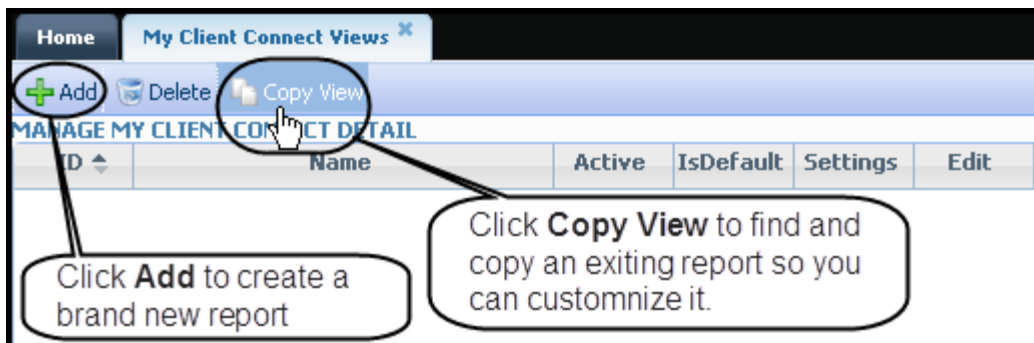 Home My Client Connect Views
Add Delete Copy View
MANAGE MY CLIENT CONNECT DETAIL
ID Name Active IsDefault Settings Edit
Click Add to create a
brand new report
Click Copy View to find and
copy an exiting report so you
can customnize it.